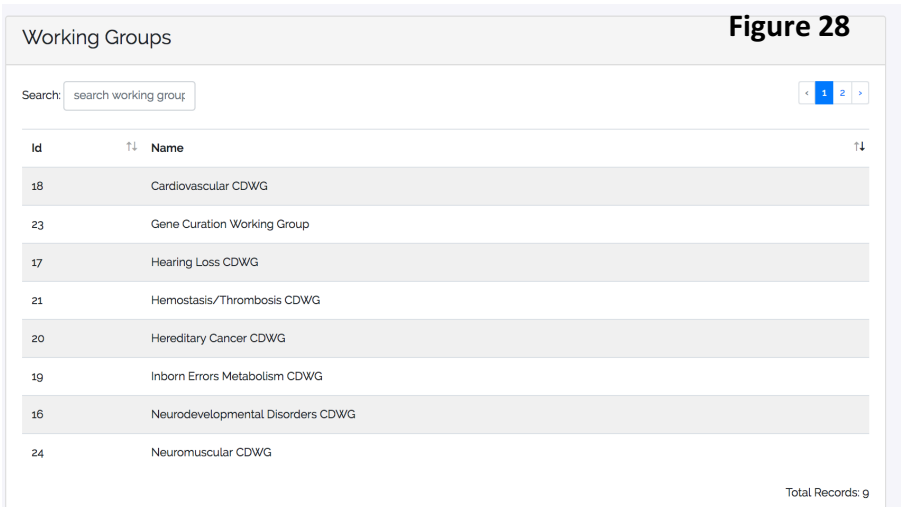 Working Groups
Figure 28
Search: search working group
‹ 1 2 ›
Id ↑↓ Name ↑↓
18 Cardiovascular CDWG
23 Gene Curation Working Group
17 Hearing Loss CDWG
21 Hemostasis/Thrombosis CDWG
20 Hereditary Cancer CDWG
19 Inborn Errors Metabolism CDWG
16 Neurodevelopmental Disorders CDWG
24 Neuromuscular CDWG
Total Records: 9